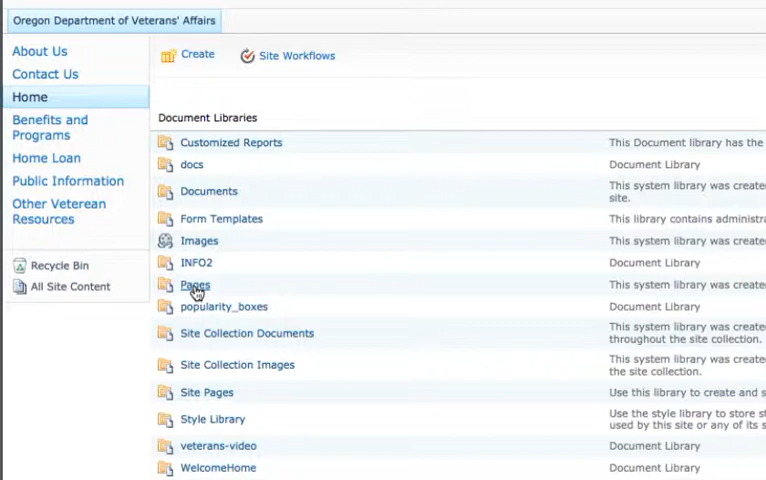 Oregon Department of Veterans' Affairs
About Us
Contact Us
Home
Benefits and
Programs
Home Loan
Public Information
Other Veterean
Resources
Recycle Bin
All Site Content
Create
Site Workflows
Document Libraries
Customized Reports
This Document library has the
docs
Document Library
Documents
This system library was create
site.
Form Templates
This library contains administra
Images
This system library was create
INFO2
Document Library
Pages
This system library was create
popularity_boxes
Document Library
Site Collection Documents
This system library was create
throughout the site collection.
Site Collection Images
This system library was create
the site collection.
Site Pages
Use this library to create and s
Style Library
Use the style library to store s
used by this site or any of its s
veterans-video
Document Library
WelcomeHome
Document Library